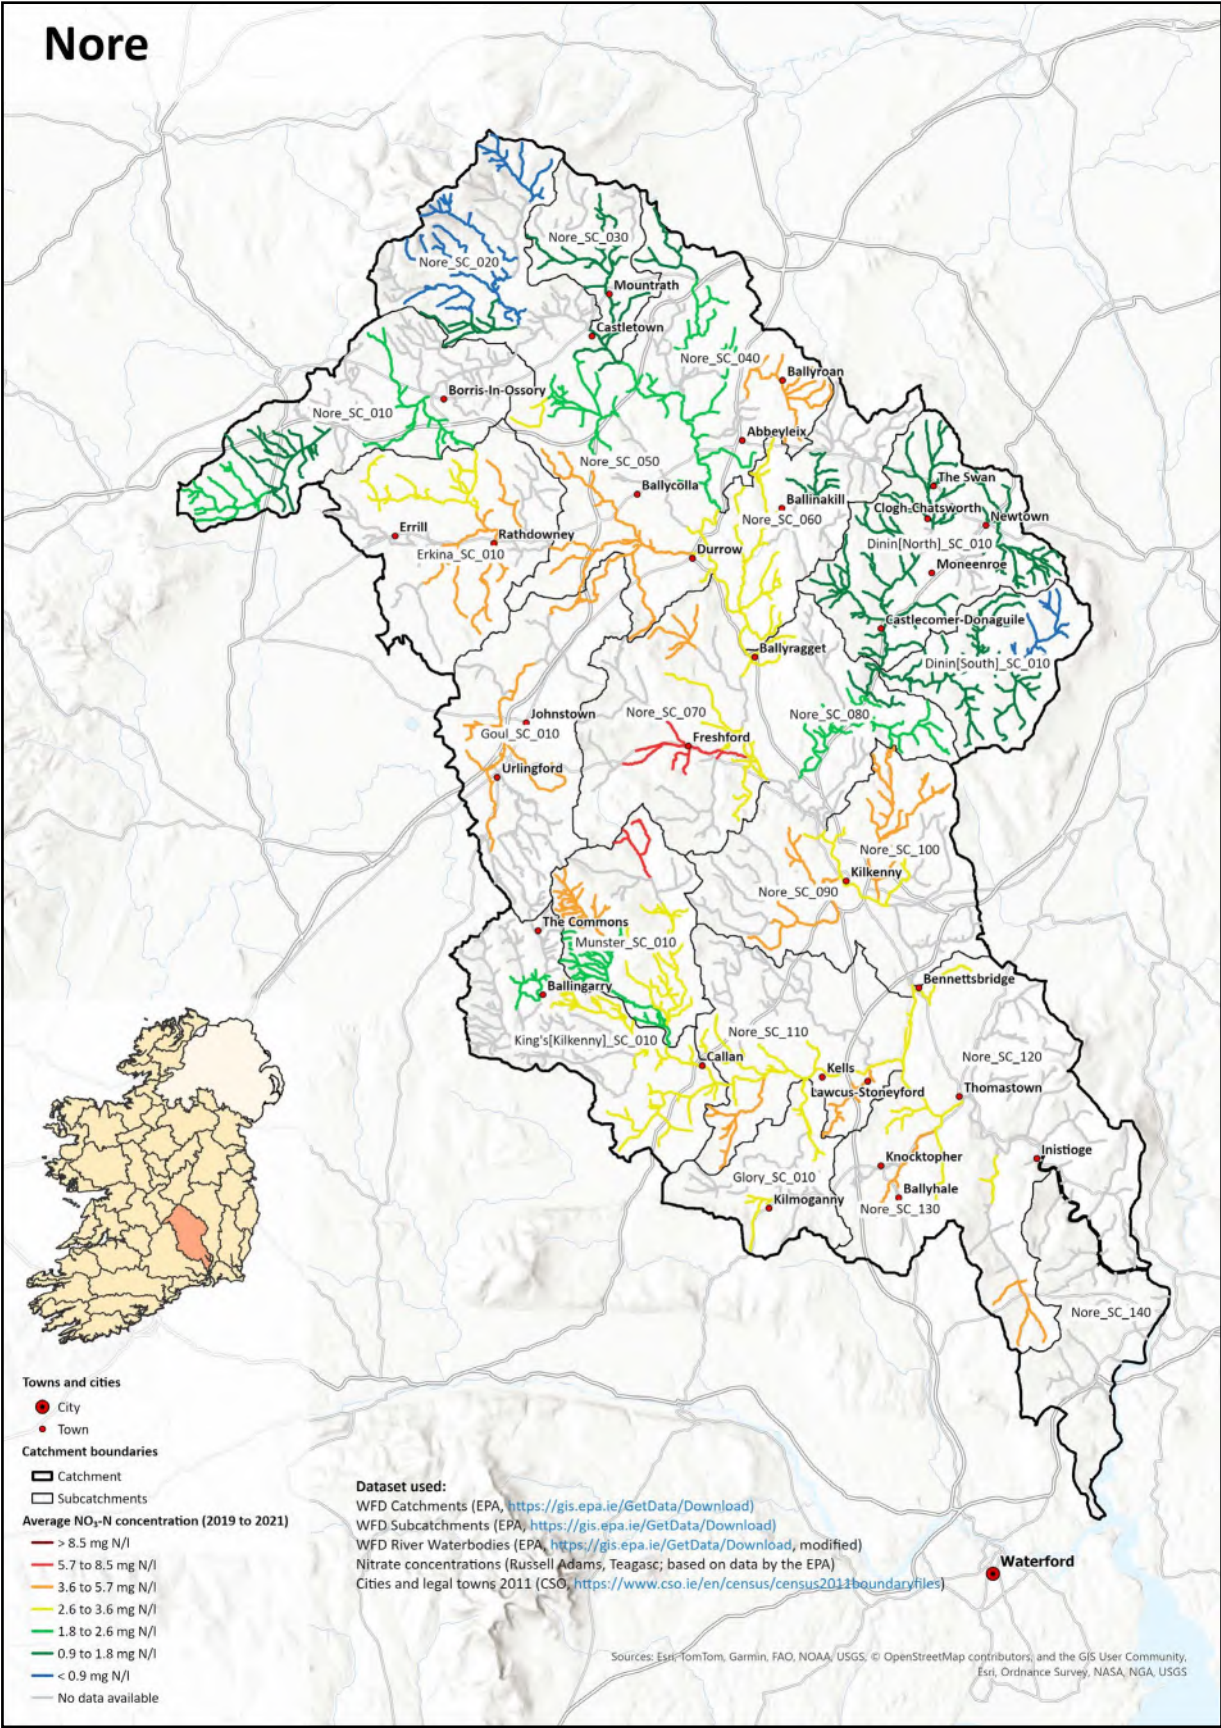 Nore
Nore_SC_030
Nore_SC_020
Mountrath
Castletown
Nore_SC_040
Ballyroan
Borris-In-Ossory
Nore_SC_010
Abbeyleix
Nore_SC_050
The Swan
Ballycolla
Ballinakill
Clogh-Chatsworth
Newtown
Nore_SC_060
Errill
Rathdowney
Dinin[North]_SC_010
Erkina_SC_010
Durrow
Moneenroe
Castlecomer-Donaguile
Ballyragget
Dinin[South]_SC_010
Johnstown
Nore_SC_070
Nore_SC_080
Goul_SC_010
Freshford
Urlingford
Nore_SC_100
Kilkenny
Nore_SC_090
The Commons
Munster_SC_010
Ballingarry
Bennettsbridge
King's[Kilkenny]_SC_010
Nore_SC_110
Callan
Nore_SC_120
Kells
Lawcus-Stoneyford
Thomastown
Inistioge
Knocktopher
Glory_SC_010
Ballyhale
Kilmoganny
Nore_SC_130
Nore_SC_140
Waterford
Towns and cities
City
Town
Catchment boundaries
Catchment
Subcatchments
Average NO₃-N concentration (2019 to 2021)
> 8.5 mg N/l
5.7 to 8.5 mg N/l
3.6 to 5.7 mg N/l
2.6 to 3.6 mg N/l
1.8 to 2.6 mg N/l
0.9 to 1.8 mg N/l
< 0.9 mg N/l
No data available
Dataset used:
WFD Catchments (EPA, https://gis.epa.ie/GetData/Download)
WFD Subcatchments (EPA, https://gis.epa.ie/GetData/Download)
WFD River Waterbodies (EPA, https://gis.epa.ie/GetData/Download, modified)
Nitrate concentrations (Russell Adams, Teagasc; based on data by the EPA)
Cities and legal towns 2011 (CSO, https://www.cso.ie/en/census/census2011boundaryfiles)
Sources: Esri, TomTom, Garmin, FAO, NOAA, USGS, © OpenStreetMap contributors, and the GIS User Community,
Esri, Ordnance Survey, NASA, NGA, USGS